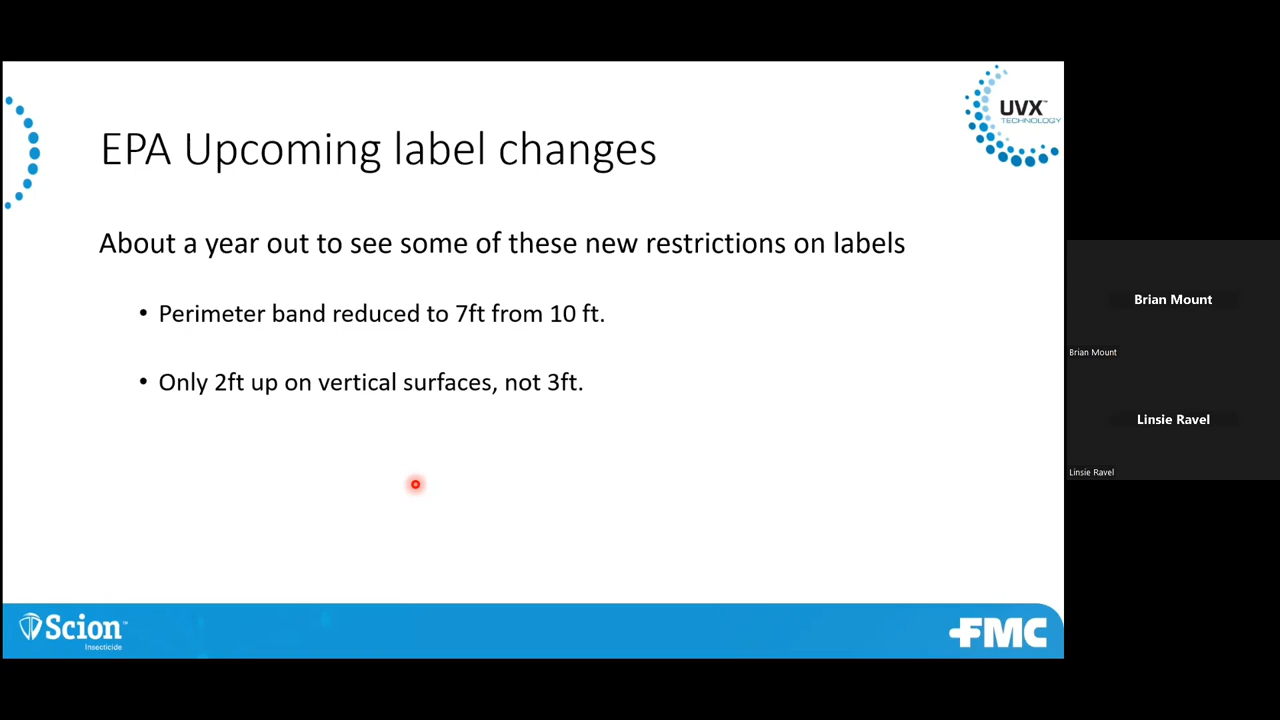 UVX™
TECHNOLOGY
EPA Upcoming label changes
About a year out to see some of these new restrictions on labels
• Perimeter band reduced to 7ft from 10 ft.
• Only 2ft up on vertical surfaces, not 3ft.
Scion™
Insecticide
FMC
Brian Mount
Brian Mount
Linsie Ravel
Linsie Ravel